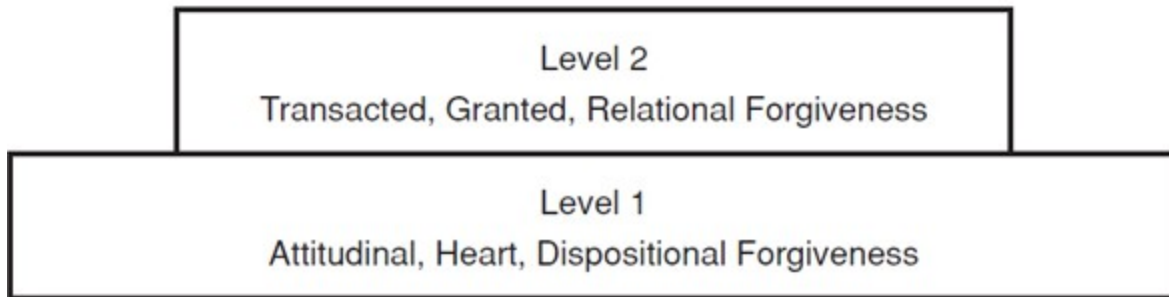 Level 2
Transacted, Granted, Relational Forgiveness
Level 1
Attitudinal, Heart, Dispositional Forgiveness